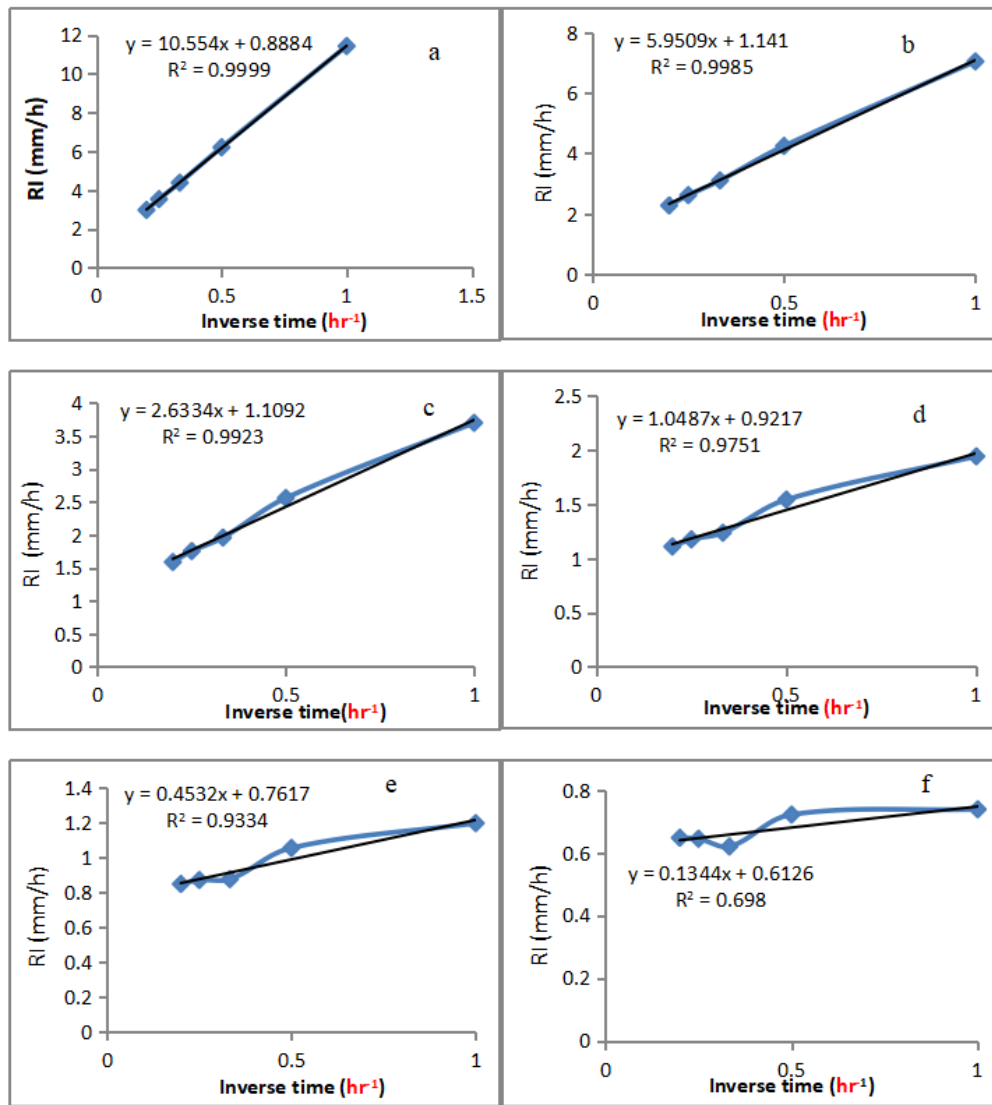 12
10
8
6
4
2
0
RI (mm/h)
y = 10.554x + 0.8884
R² = 0.9999
a
0 0.5 1 1.5
Inverse time (hr⁻¹)
8
6
4
2
0
RI (mm/h)
y = 5.9509x + 1.141
R² = 0.9985
b
0 0.5 1
Inverse time (hr⁻¹)
4
3.5
3
2.5
2
1.5
1
0.5
0
RI (mm/h)
y = 2.6334x + 1.1092
R² = 0.9923
c
0 0.5 1
Inverse time(hr⁻¹)
2.5
2
1.5
1
0.5
0
RI (mm/h)
y = 1.0487x + 0.9217
R² = 0.9751
d
0 0.5 1
Inverse time (hr⁻¹)
1.4
1.2
1
0.8
0.6
0.4
0.2
0
RI (mm/h)
y = 0.4532x + 0.7617
R² = 0.9334
e
0 0.5 1
Inverse time (hr⁻¹)
0.8
0.6
0.4
0.2
0
RI (mm/h)
f
y = 0.1344x + 0.6126
R² = 0.698
0 0.5 1
Inverse time (hr⁻¹)